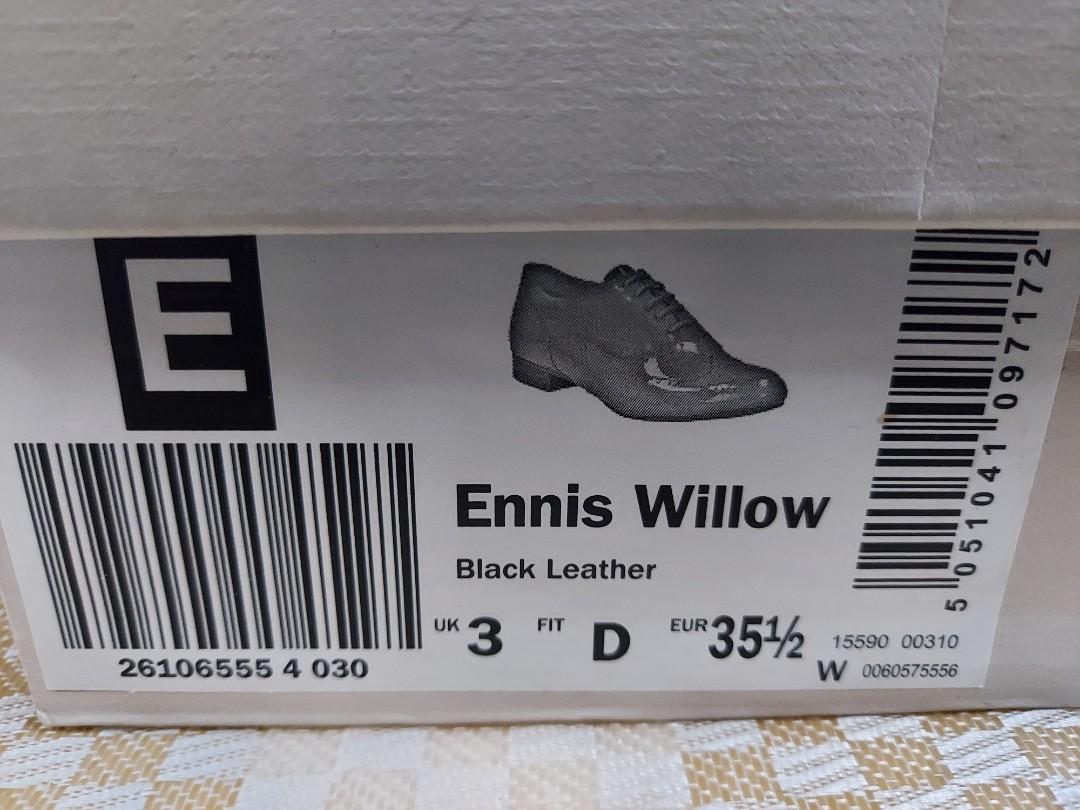 E
Ennis Willow
Black Leather
UK 3 FIT D EUR 35½
26106555 4 030
15590 00310
W 0060575556
5 051041 097172